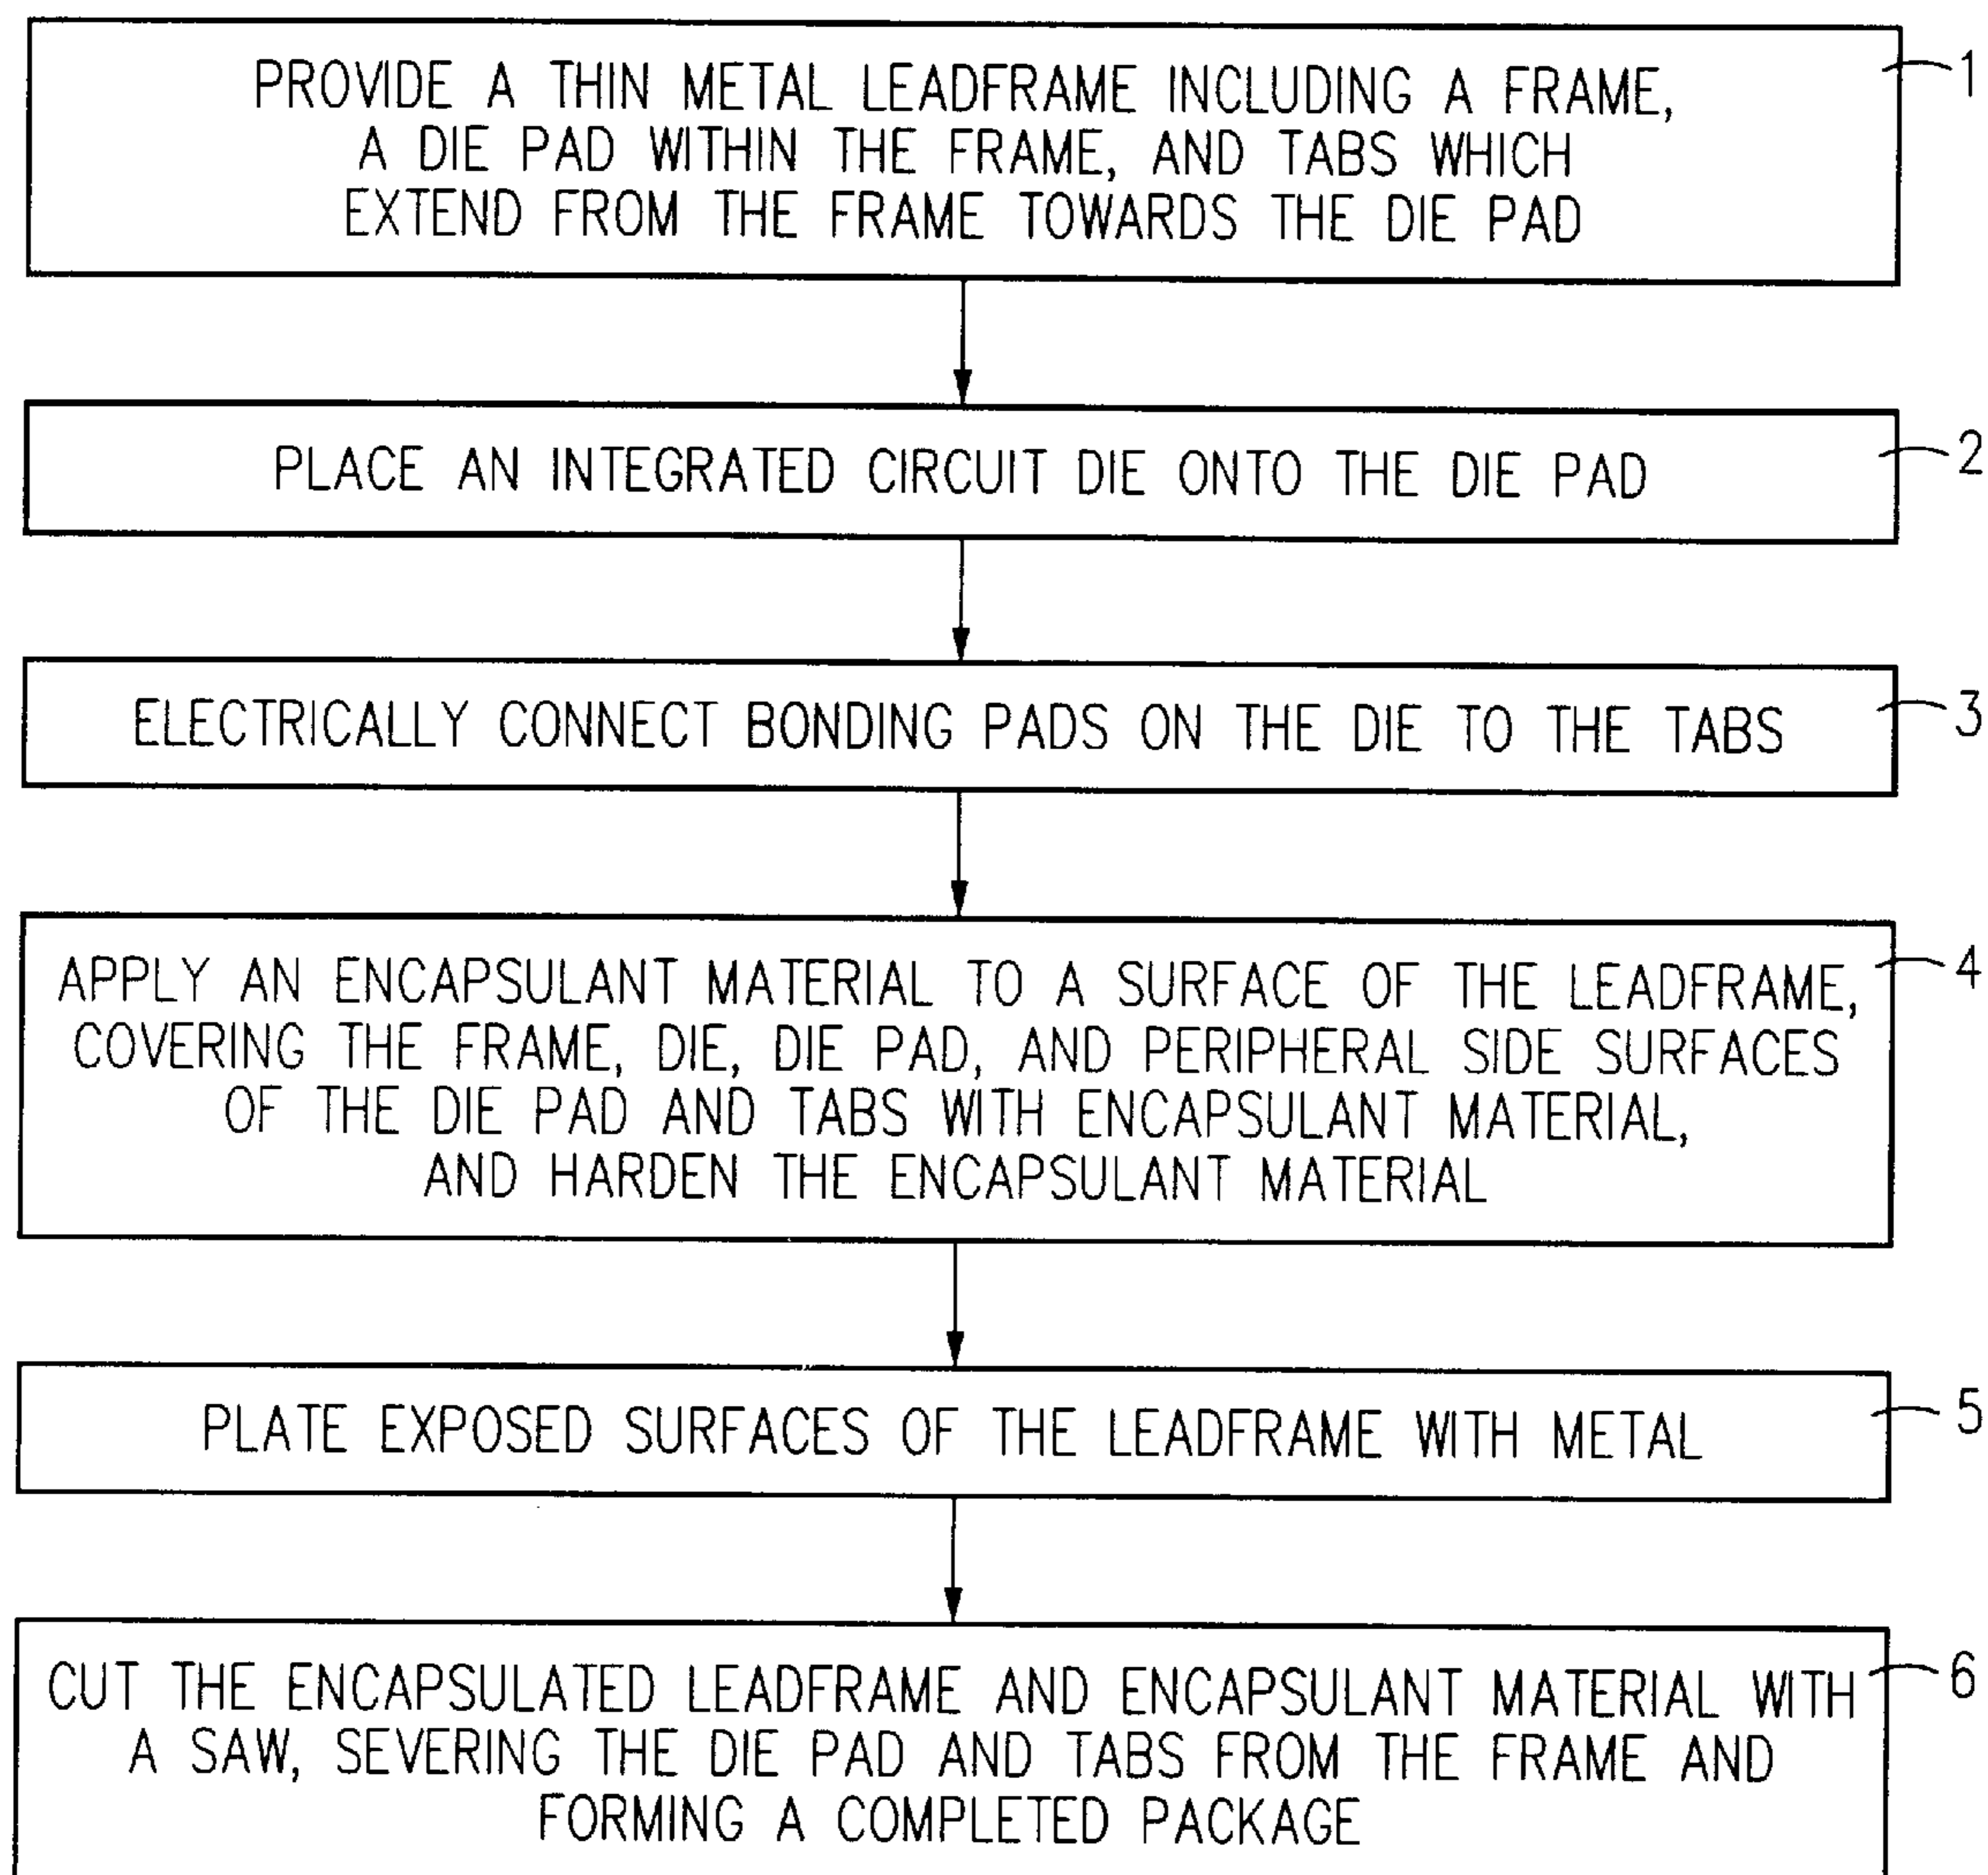 PROVIDE A THIN METAL LEADFRAME INCLUDING A FRAME,
A DIE PAD WITHIN THE FRAME, AND TABS WHICH
EXTEND FROM THE FRAME TOWARDS THE DIE PAD
1
PLACE AN INTEGRATED CIRCUIT DIE ONTO THE DIE PAD
2
ELECTRICALLY CONNECT BONDING PADS ON THE DIE TO THE TABS
3
APPLY AN ENCAPSULANT MATERIAL TO A SURFACE OF THE LEADFRAME,
COVERING THE FRAME, DIE, DIE PAD, AND PERIPHERAL SIDE SURFACES
OF THE DIE PAD AND TABS WITH ENCAPSULANT MATERIAL,
AND HARDEN THE ENCAPSULANT MATERIAL
4
PLATE EXPOSED SURFACES OF THE LEADFRAME WITH METAL
5
CUT THE ENCAPSULATED LEADFRAME AND ENCAPSULANT MATERIAL WITH
A SAW, SEVERING THE DIE PAD AND TABS FROM THE FRAME AND
FORMING A COMPLETED PACKAGE
6